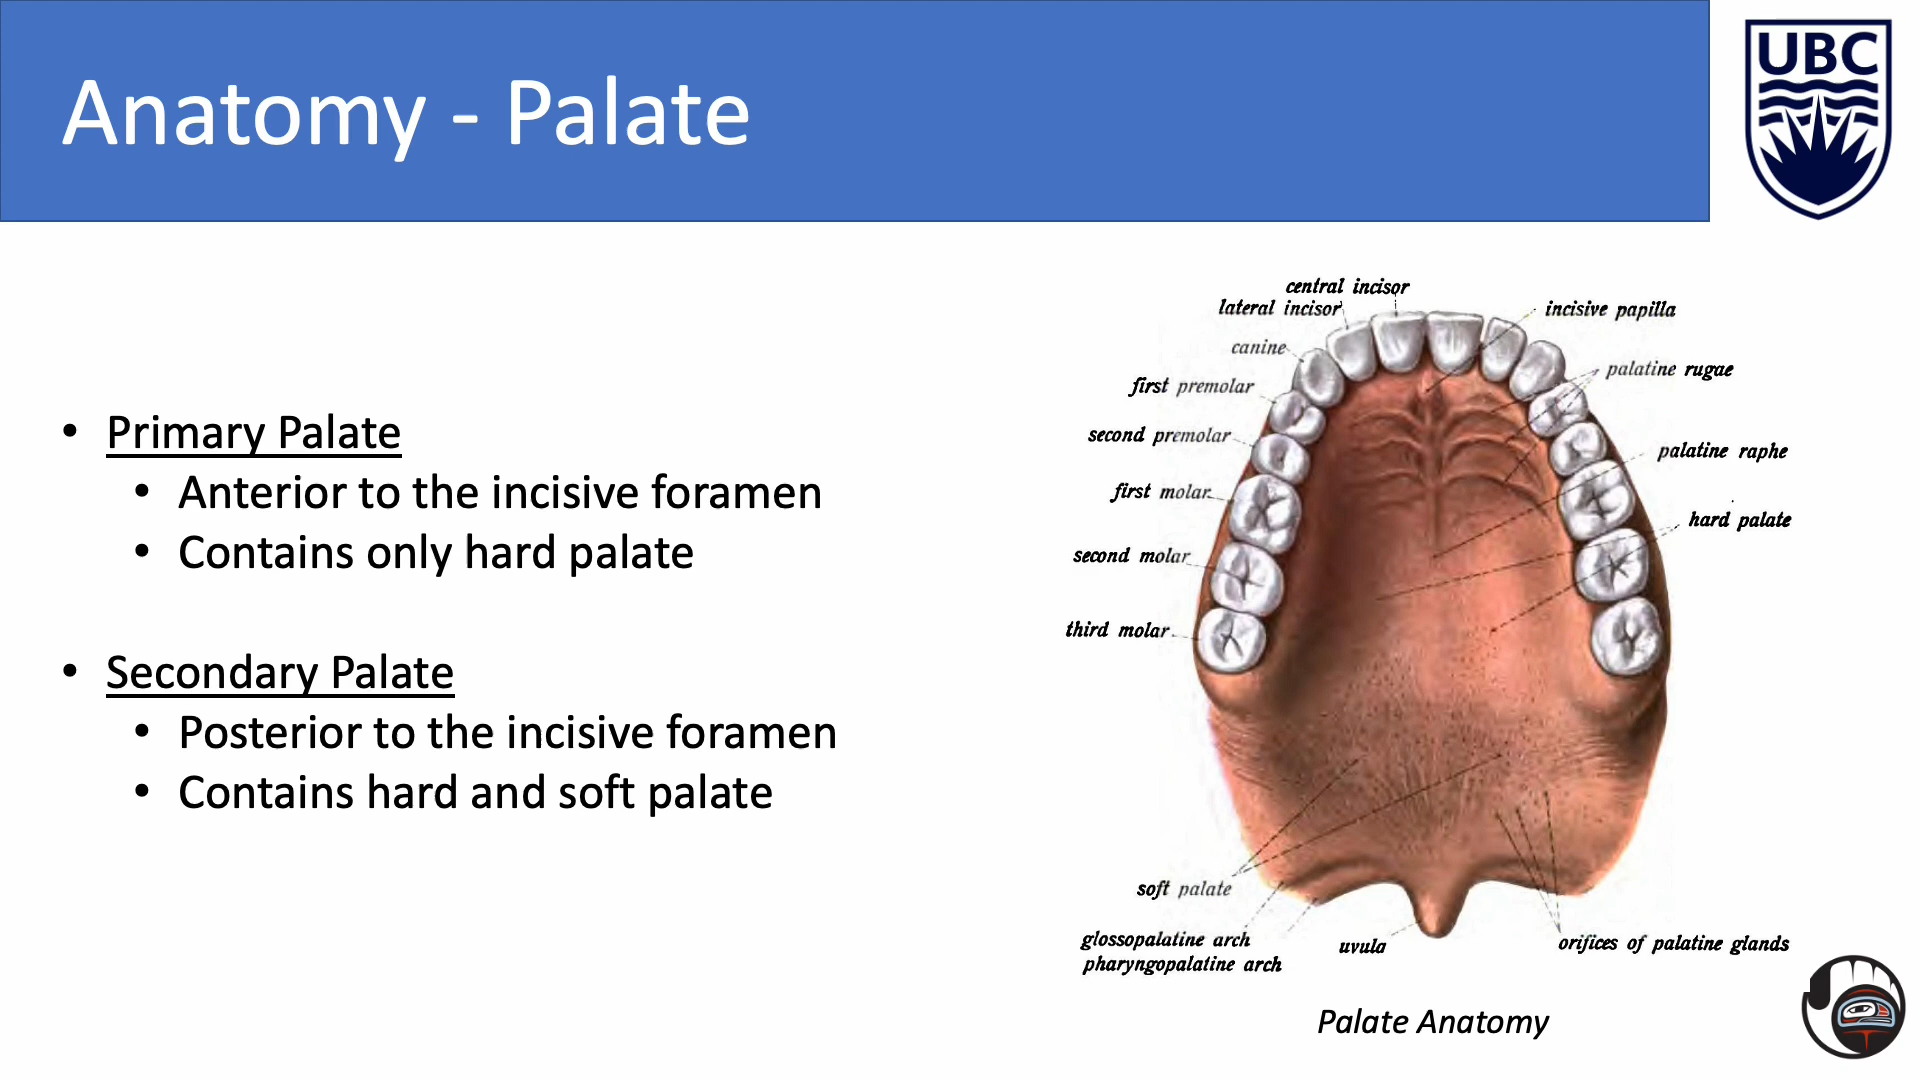 Anatomy - Palate
UBC
• Primary Palate
• Anterior to the incisive foramen
• Contains only hard palate
• Secondary Palate
• Posterior to the incisive foramen
• Contains hard and soft palate
central incisor
lateral incisor
incisive papilla
canine
palatine rugae
first premolar
second premolar
palatine raphe
first molar
hard palate
second molar
third molar
soft palate
glossopalatine arch
pharyngopalatine arch
uvula
orifices of palatine glands
Palate Anatomy